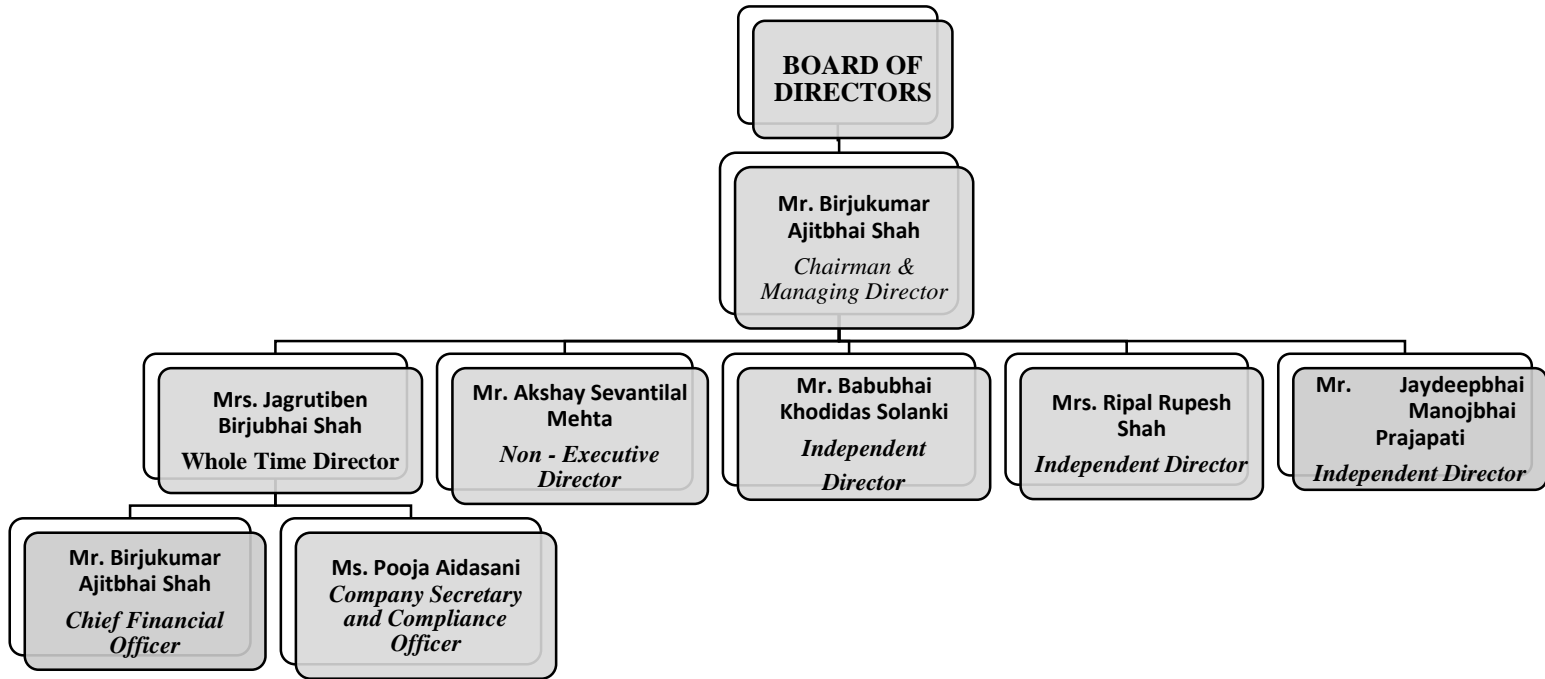 BOARD OF
DIRECTORS
Mr. Birjukumar
Ajitbhai Shah
Chairman &
Managing Director
Mrs. Jagrutiben
Birjubhai Shah
Whole Time Director
Mr. Akshay Sevantilal
Mehta
Non - Executive
Director
Mr. Babubhai
Khodidas Solanki
Independent
Director
Mrs. Ripal Rupesh
Shah
Independent Director
Mr. Jaydeepbhai
Manojbhai
Prajapati
Independent Director
Mr. Birjukumar
Ajitbhai Shah
Chief Financial
Officer
Ms. Pooja Aidasani
Company Secretary
and Compliance
Officer